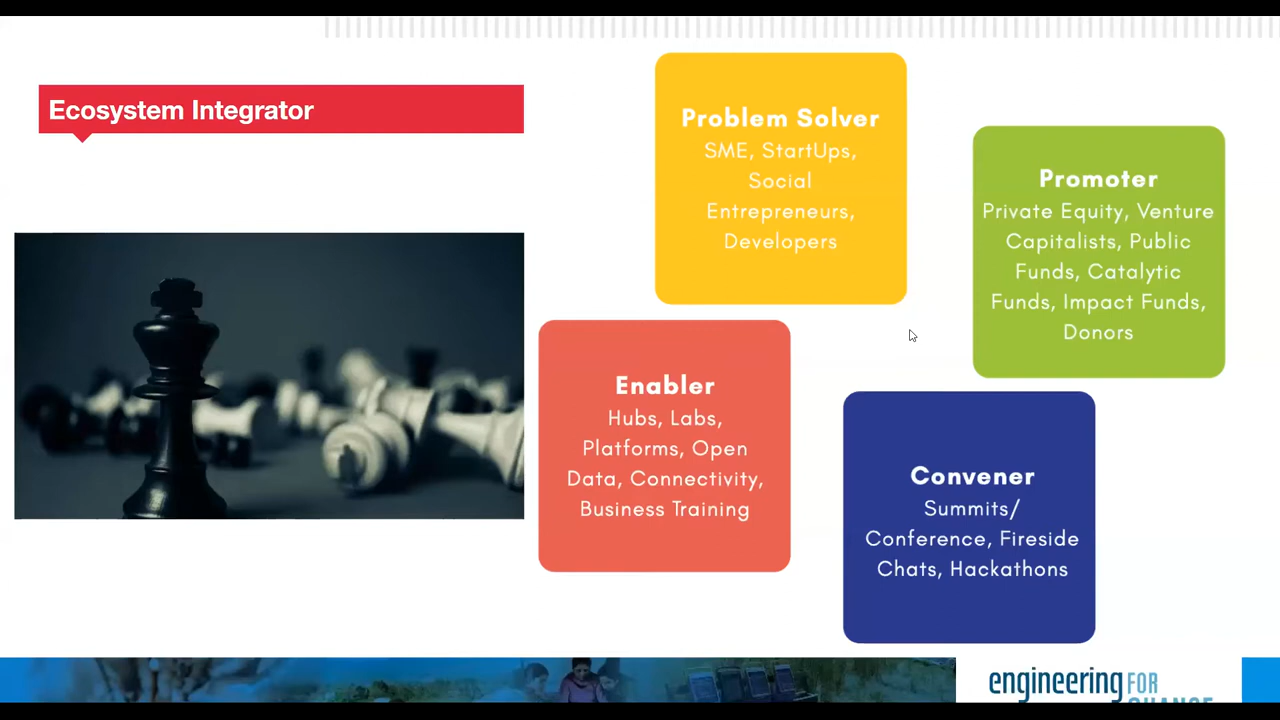 Ecosystem Integrator
Problem Solver
SME, StartUps,
Social
Entrepreneurs,
Developers
Promoter
Private Equity, Venture
Capitalists, Public
Funds, Catalytic
Funds, Impact Funds,
Donors
Enabler
Hubs, Labs,
Platforms, Open
Data, Connectivity,
Business Training
Convener
Summits/
Conference, Fireside
Chats, Hackathons
engineering FOR
CHANGE